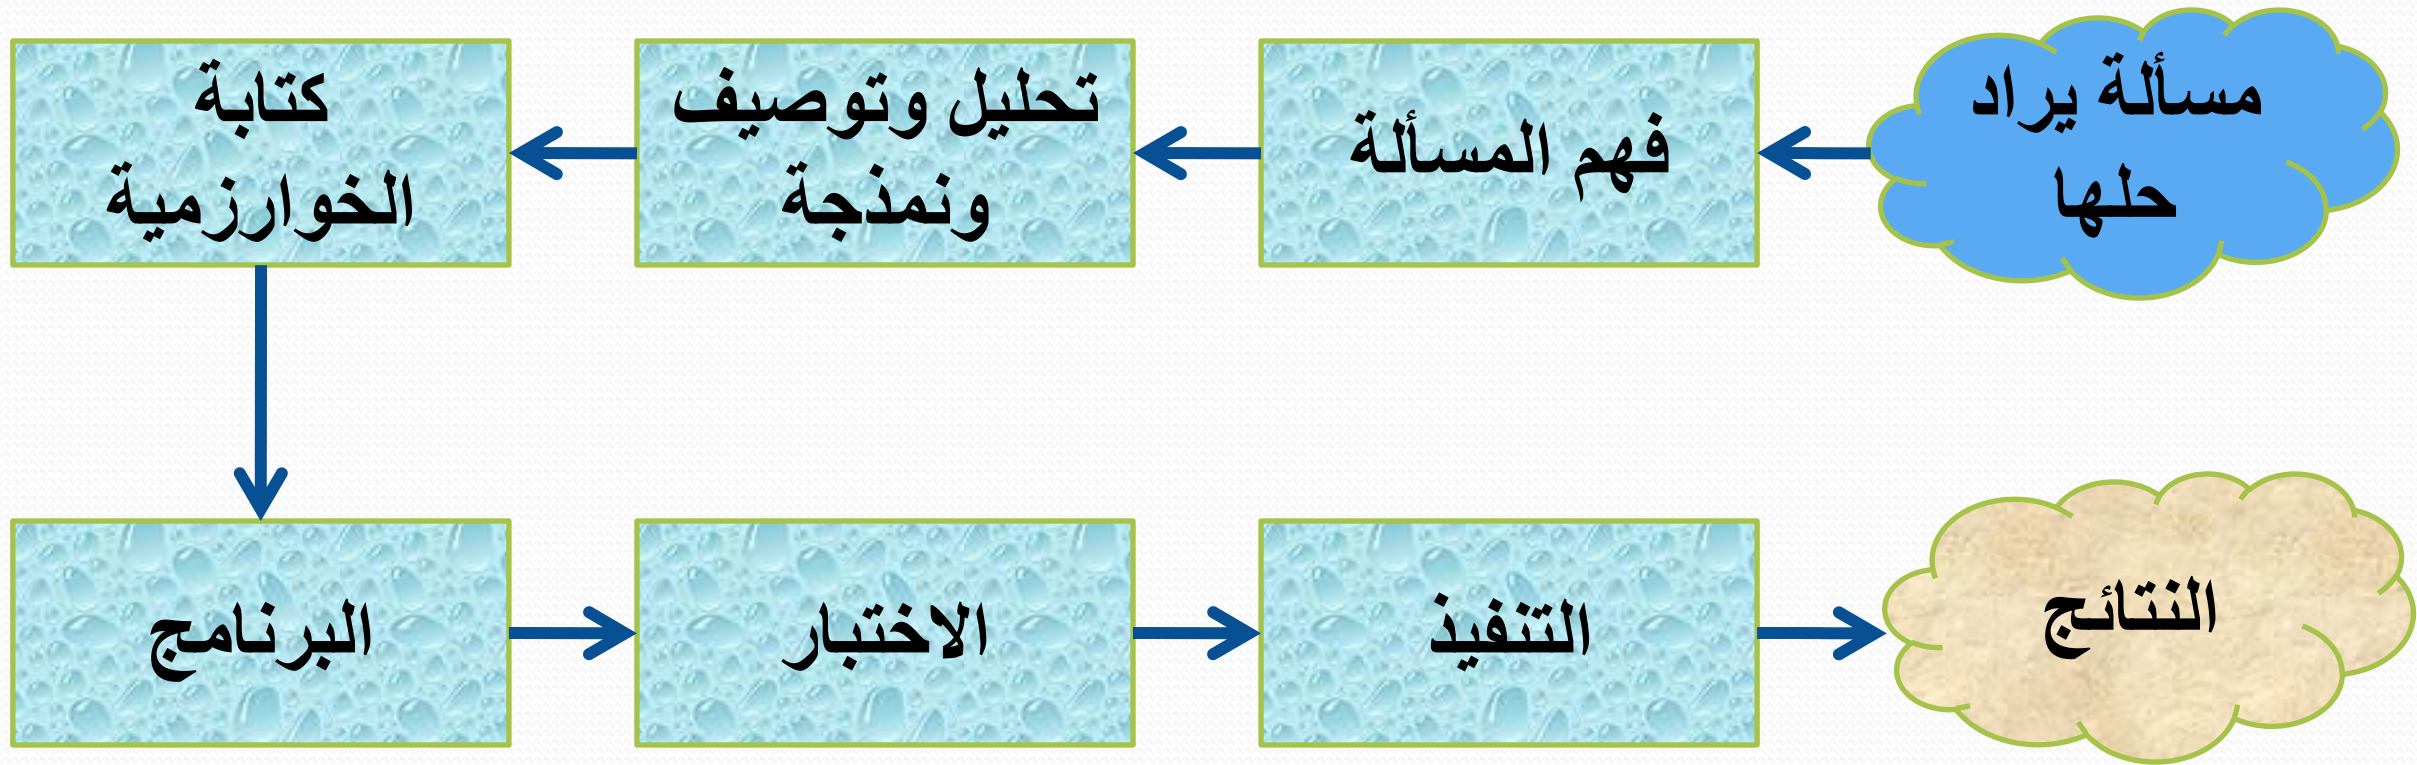 مسألة يراد
حلها
فهم المسألة
تحليل وتوصيف
ونمذجة
كتابة
الخوارزمية
البرنامج
الاختبار
التنفيذ
النتائج